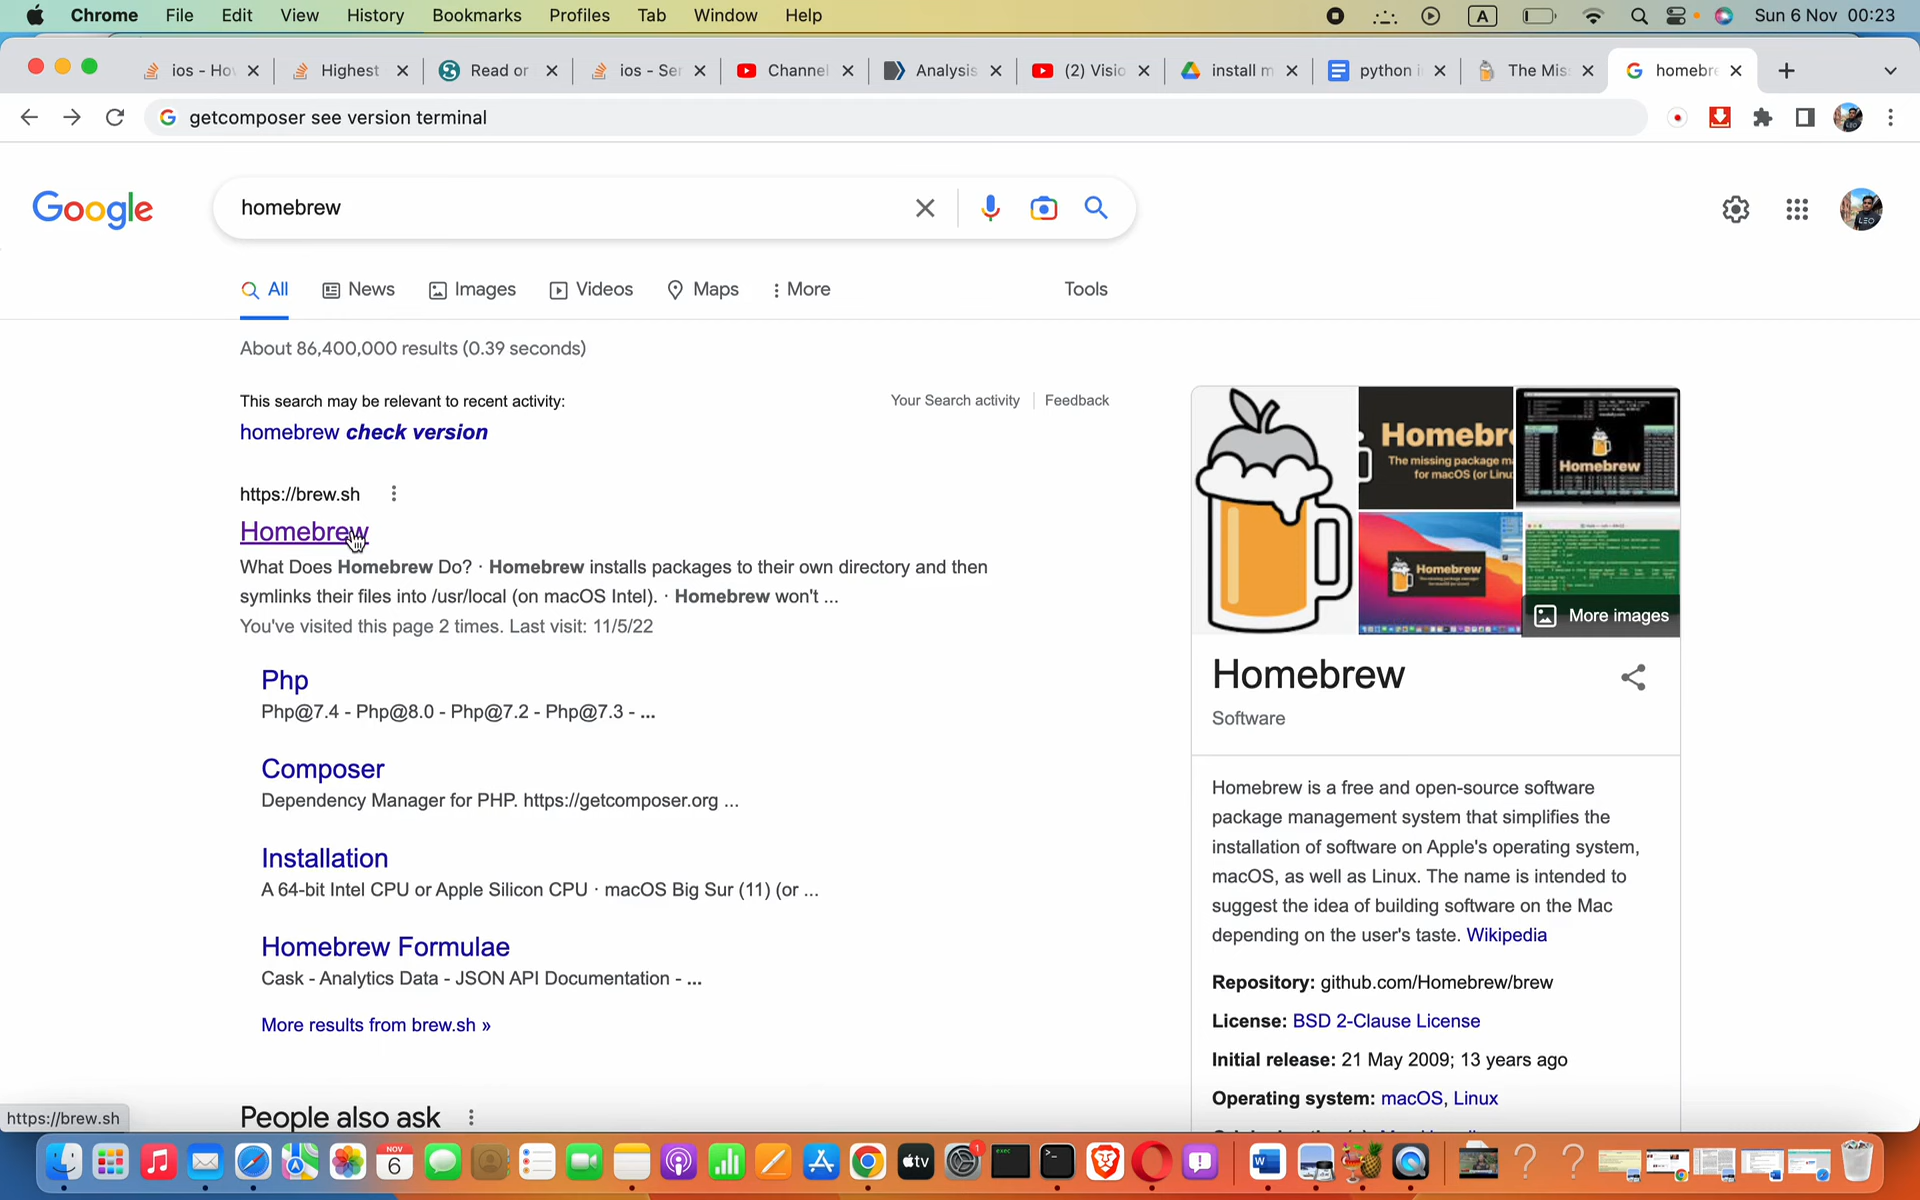 Chrome File Edit View History Bookmarks Profiles Tab Window Help A Sun 6 Nov 00:23
ios - Ho Highest Read or ios - Ser Channel Analysis (2) Visio install m python i The Mis homebre
getcomposer see version terminal
Google homebrew
All News Images Videos Maps More Tools
About 86,400,000 results (0.39 seconds)
This search may be relevant to recent activity: Your Search activity Feedback
homebrew check version
https://brew.sh
Homebrew
What Does Homebrew Do? · Homebrew installs packages to their own directory and then
symlinks their files into /usr/local (on macOS Intel). · Homebrew won't ...
You've visited this page 2 times. Last visit: 11/5/22
Php
Php@7.4 - Php@8.0 - Php@7.2 - Php@7.3 - ...
Composer
Dependency Manager for PHP. https://getcomposer.org ...
Installation
A 64-bit Intel CPU or Apple Silicon CPU · macOS Big Sur (11) (or ...
Homebrew Formulae
Cask - Analytics Data - JSON API Documentation - ...
More results from brew.sh »
People also ask
Homebre
The missing package m
for macOS (or Linu
Homebrew
Homebrew
More images
Homebrew
Software
Homebrew is a free and open-source software
package management system that simplifies the
installation of software on Apple's operating system,
macOS, as well as Linux. The name is intended to
suggest the idea of building software on the Mac
depending on the user's taste. Wikipedia
Repository: github.com/Homebrew/brew
License: BSD 2-Clause License
Initial release: 21 May 2009; 13 years ago
Operating system: macOS, Linux
https://brew.sh
NOV
6
tv
1
exec